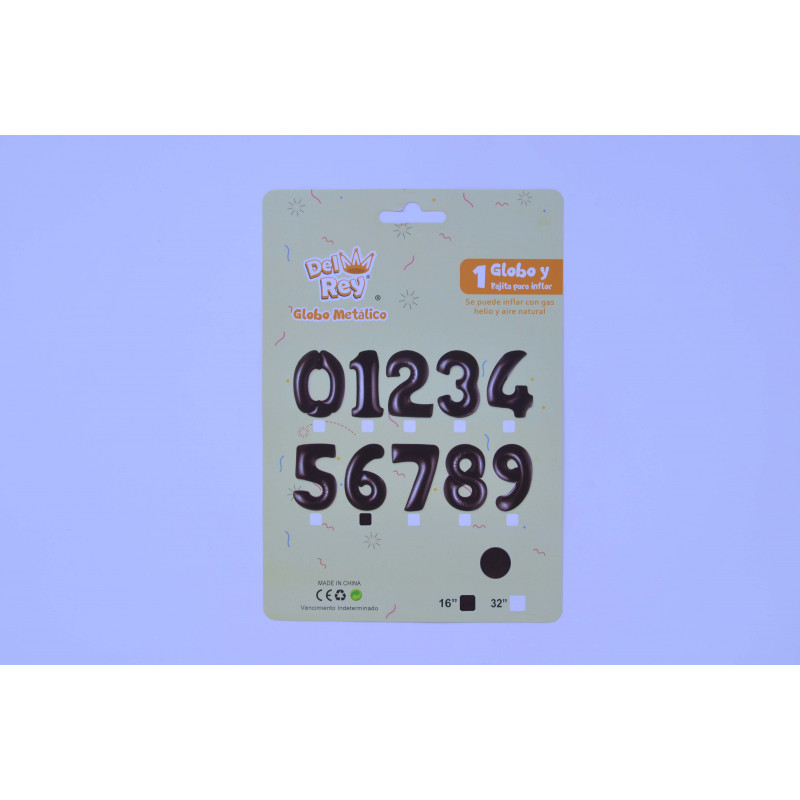 Del
Rey
®
Globo Metálico
1 Globo y
Pajita para inflar
Se puede inflar con gas
helio y aire natural
01234
56789
MADE IN CHINA
CE
Vencimiento Indeterminado
16" 32"